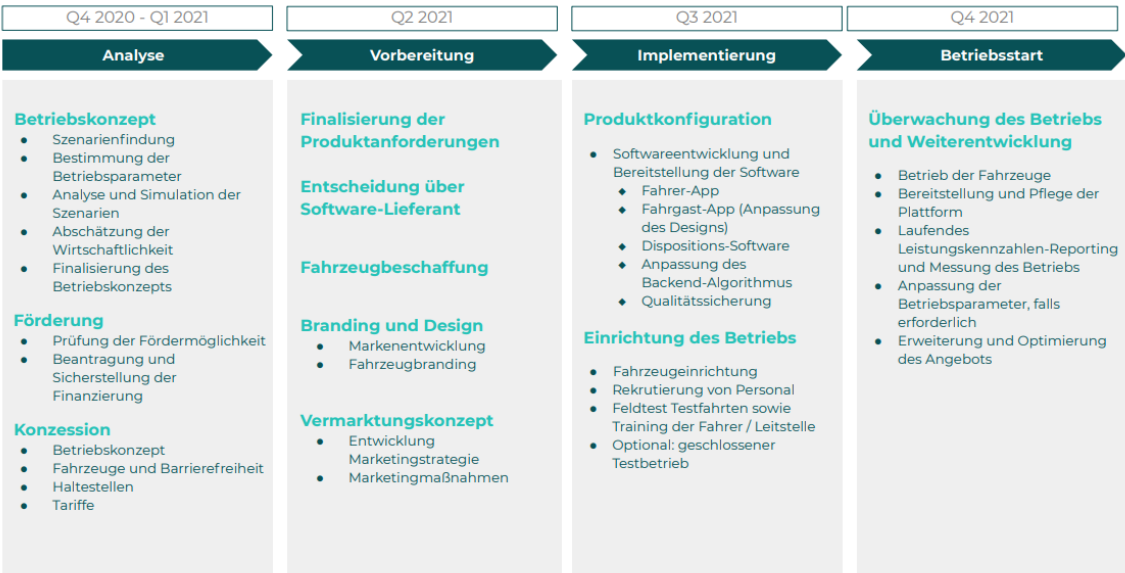 Q4 2020 - Q1 2021
Analyse
Betriebskonzept
● Szenarienfindung
● Bestimmung der
Betriebsparameter
● Analyse und Simulation der
Szenarien
● Abschätzung der
Wirtschaftlichkeit
● Finalisierung des
Betriebskonzepts
Förderung
● Prüfung der Fördermöglichkeit
● Beantragung und
Sicherstellung der
Finanzierung
Konzession
● Betriebskonzept
● Fahrzeuge und Barrierefreiheit
● Haltestellen
● Tariffe
Q2 2021
Vorbereitung
Finalisierung der
Produktanforderungen
Entscheidung über
Software-Lieferant
Fahrzeugbeschaffung
Branding und Design
● Markenentwicklung
● Fahrzeugbranding
Vermarktungskonzept
● Entwicklung
Marketingstrategie
● Marketingmaßnahmen
Q3 2021
Implementierung
Produktkonfiguration
● Softwareentwicklung und
Bereitstellung der Software
◆ Fahrer-App
◆ Fahrgast-App (Anpassung
des Designs)
◆ Dispositions-Software
◆ Anpassung des
Backend-Algorithmus
◆ Qualitätssicherung
Einrichtung des Betriebs
● Fahrzeugeinrichtung
● Rekrutierung von Personal
● Feldtest Testfahrten sowie
Training der Fahrer / Leitstelle
● Optional: geschlossener
Testbetrieb
Q4 2021
Betriebsstart
Überwachung des Betriebs
und Weiterentwicklung
● Betrieb der Fahrzeuge
● Bereitstellung und Pflege der
Plattform
● Laufendes
Leistungskennzahlen-Reporting
und Messung des Betriebs
● Anpassung der
Betriebsparameter, falls
erforderlich
● Erweiterung und Optimierung
des Angebots